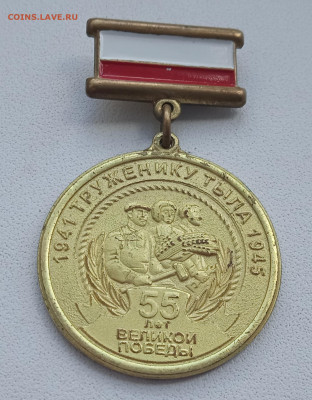 COINS.LAVE.RU
1941 ТРУЖЕНИКУ ТЫЛА 1945
55
ЛЕТ
ВЕЛИКОЙ
ПОБЕДЫ